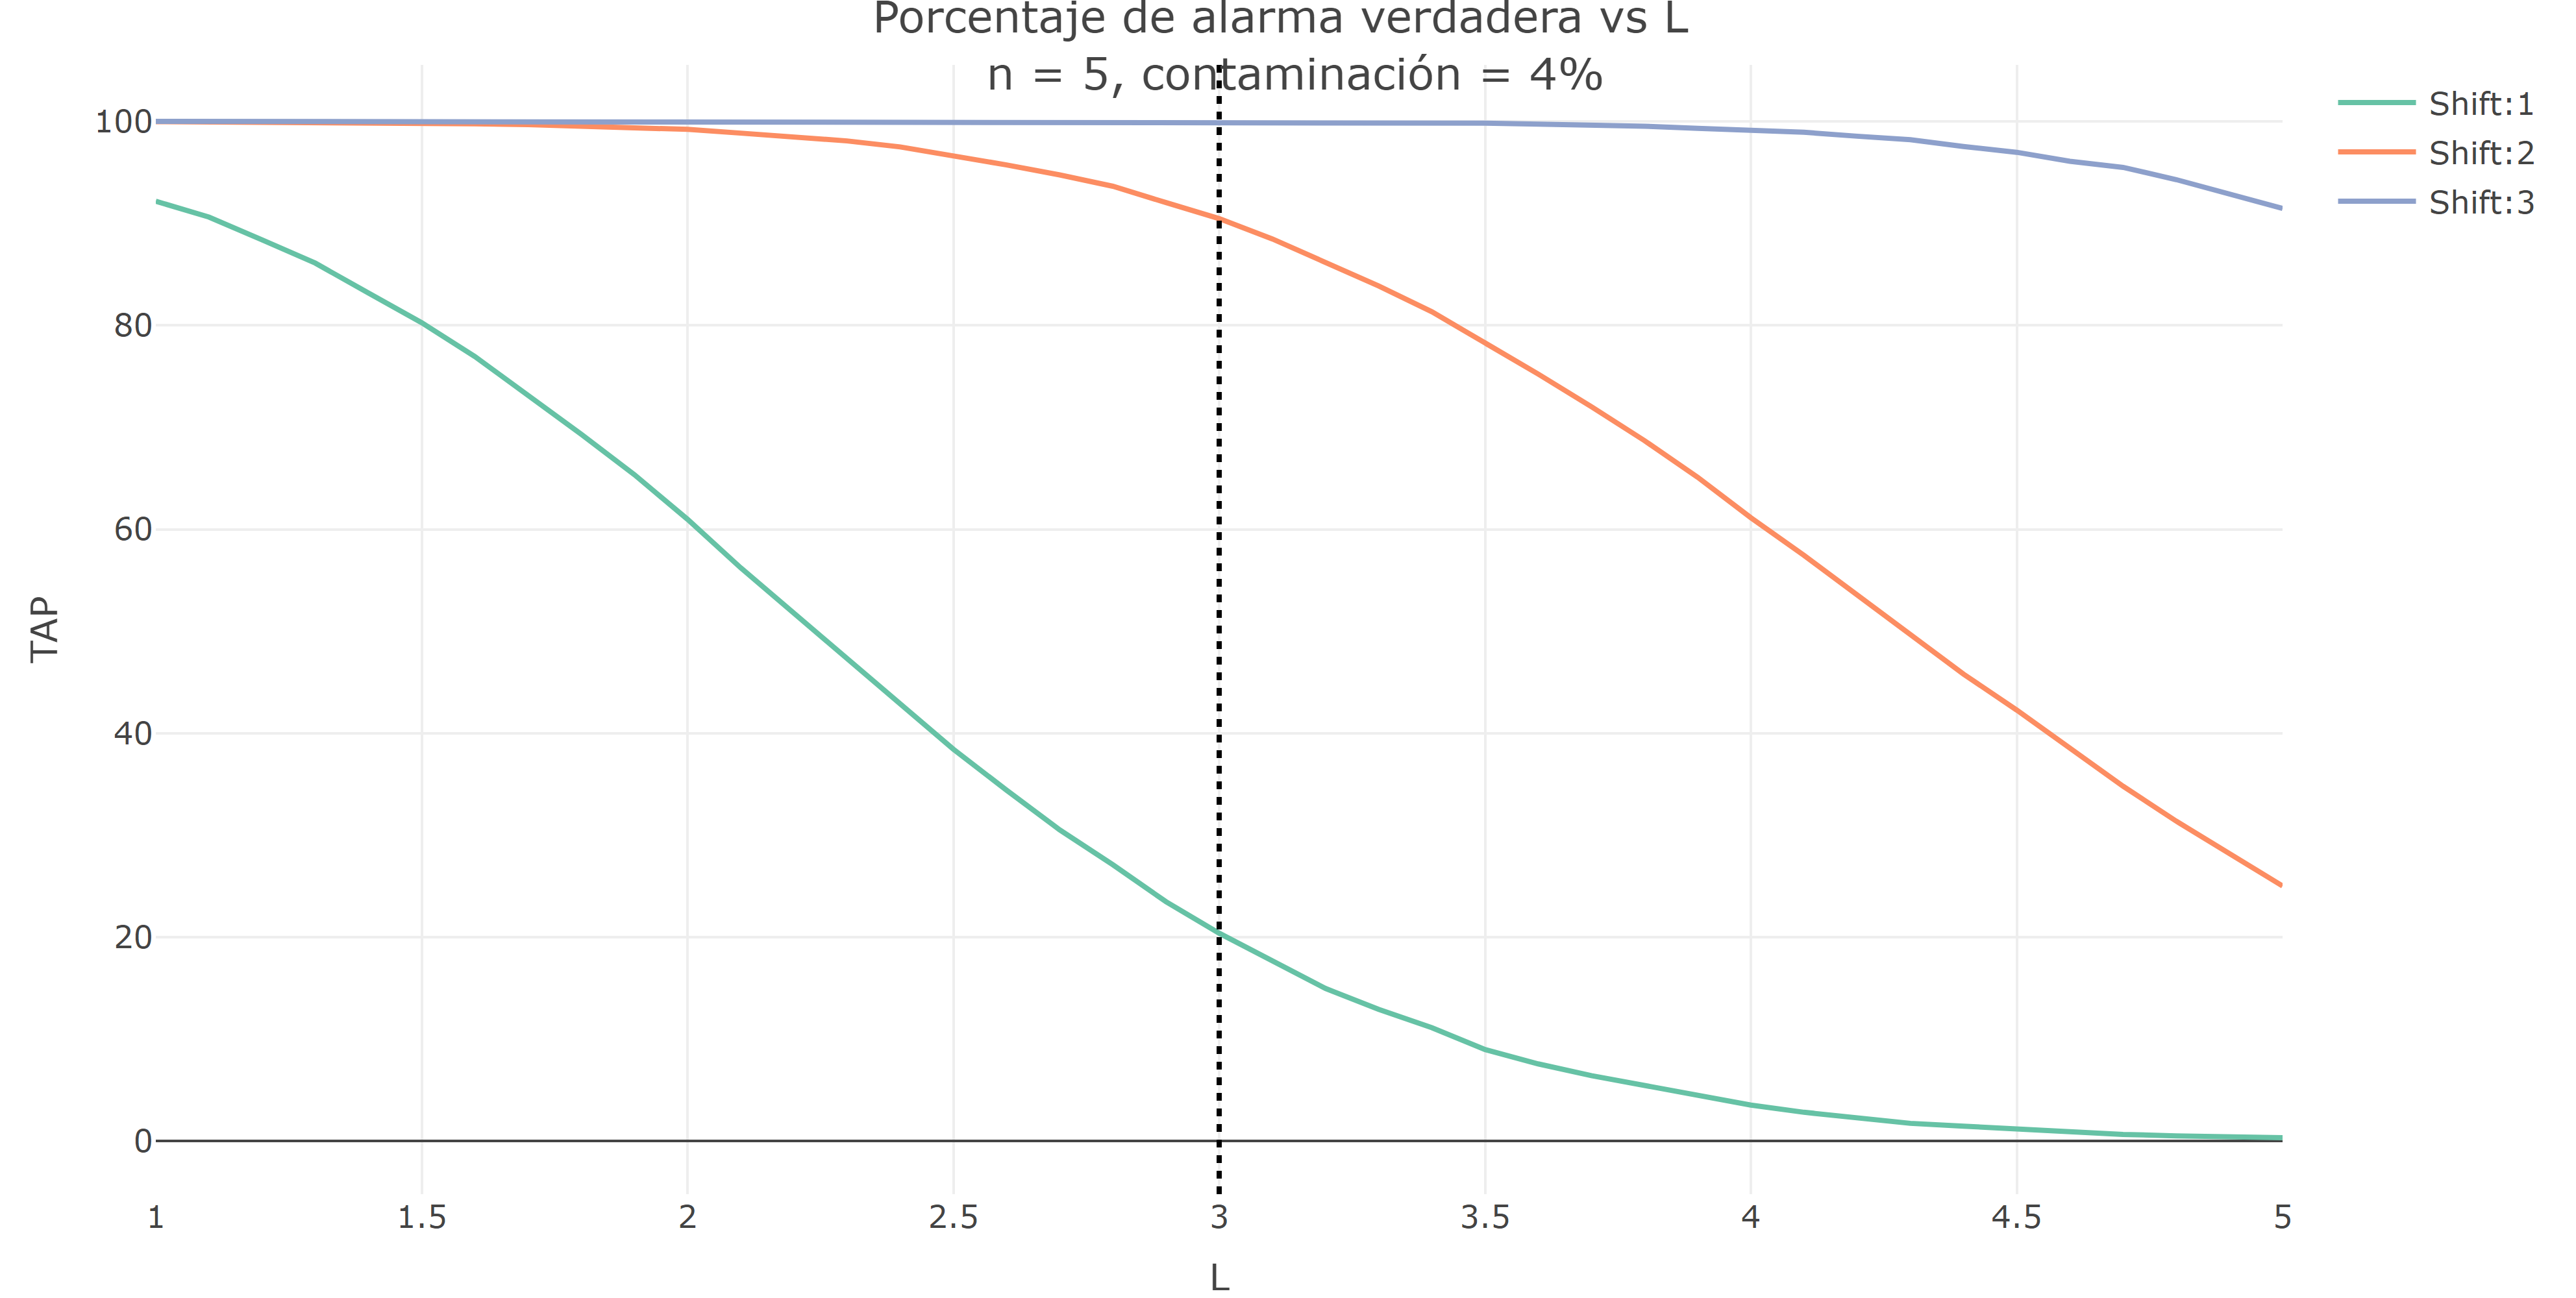 Porcentaje de alarma verdadera vs L
n = 5, contaminación = 4%
Shift:1
Shift:2
Shift:3
100
80
60
40
20
0
TAP
1
1.5
2
2.5
3
3.5
4
4.5
5
L